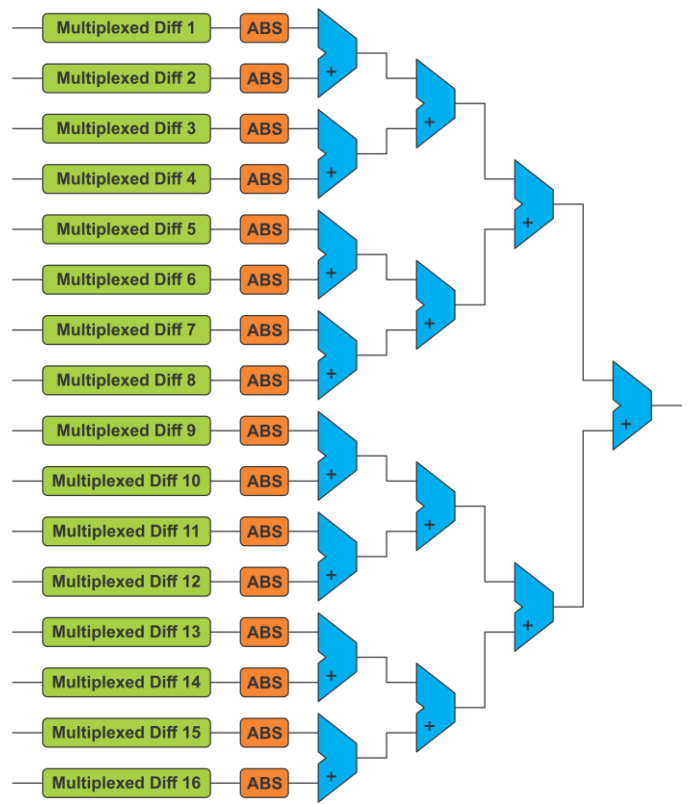 Multiplexed Diff 1 ABS
+
Multiplexed Diff 2 ABS
+
Multiplexed Diff 3 ABS
+
Multiplexed Diff 4 ABS
+
+
Multiplexed Diff 5 ABS
+
Multiplexed Diff 6 ABS
+
Multiplexed Diff 7 ABS
+
Multiplexed Diff 8 ABS
+
Multiplexed Diff 9 ABS
+
Multiplexed Diff 10 ABS
+
Multiplexed Diff 11 ABS
+
Multiplexed Diff 12 ABS
+
Multiplexed Diff 13 ABS
+
Multiplexed Diff 14 ABS
Multiplexed Diff 15 ABS
+
+
Multiplexed Diff 16 ABS